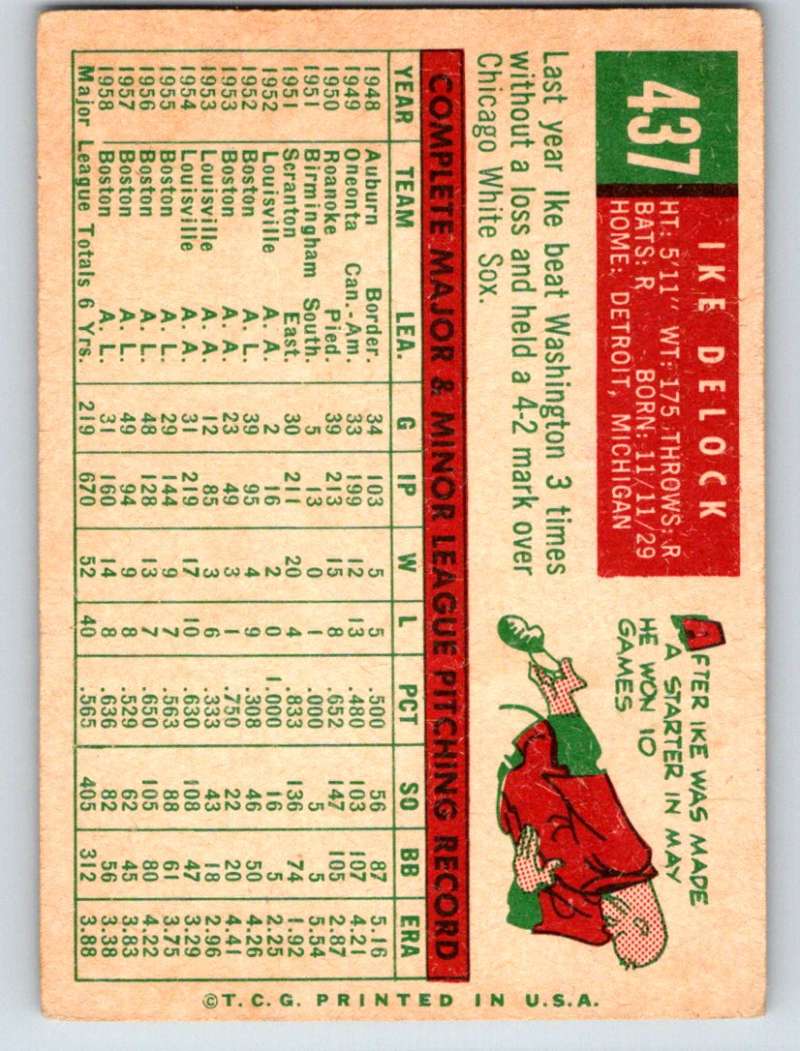 437
IKE DELOCK
HT: 5'11" WT: 175 THROWS: R
BATS: R BORN: 11/11/29
HOME: DETROIT, MICHIGAN
AFTER IKE WAS MADE
A STARTER IN MAY
HE WON 10
GAMES
Last year Ike beat Washington 3 times
without a loss and held a 4-2 mark over
Chicago White Sox.
COMPLETE MAJOR & MINOR LEAGUE PITCHING RECORD
YEAR TEAM LEA. G IP W L PCT SO BB ERA
1948 Auburn Border. 34 103 5 5 .500 56 87 5.16
1949 Oneonta Can.-Am. 33 199 12 13 .480 103 107 4.21
1950 Roanoke Pied. 39 213 15 8 .652 147 105 2.87
1951 Birmingham South. 5 13 0 1 .000 5 5 5.54
1951 Scranton East. 30 211 20 4 .833 136 74 1.92
1952 Louisville A. A. 2 16 2 0 1.000 16 5 2.25
1952 Boston A. L. 39 95 4 9 .308 46 50 4.26
1953 Boston A. L. 23 49 3 1 .750 22 20 4.41
1953 Louisville A. A. 12 85 3 6 .333 43 18 2.96
1954 Louisville A. A. 31 219 17 10 .630 108 47 3.29
1955 Boston A. L. 29 144 9 7 .563 88 61 3.75
1956 Boston A. L. 48 128 13 7 .650 105 80 4.22
1957 Boston A. L. 49 94 9 8 .529 62 45 3.83
1958 Boston A. L. 31 160 14 8 .636 82 56 3.38
Major League Totals 6 Yrs. 219 670 52 40 .565 405 312 3.88
©T.C.G. PRINTED IN U.S.A.